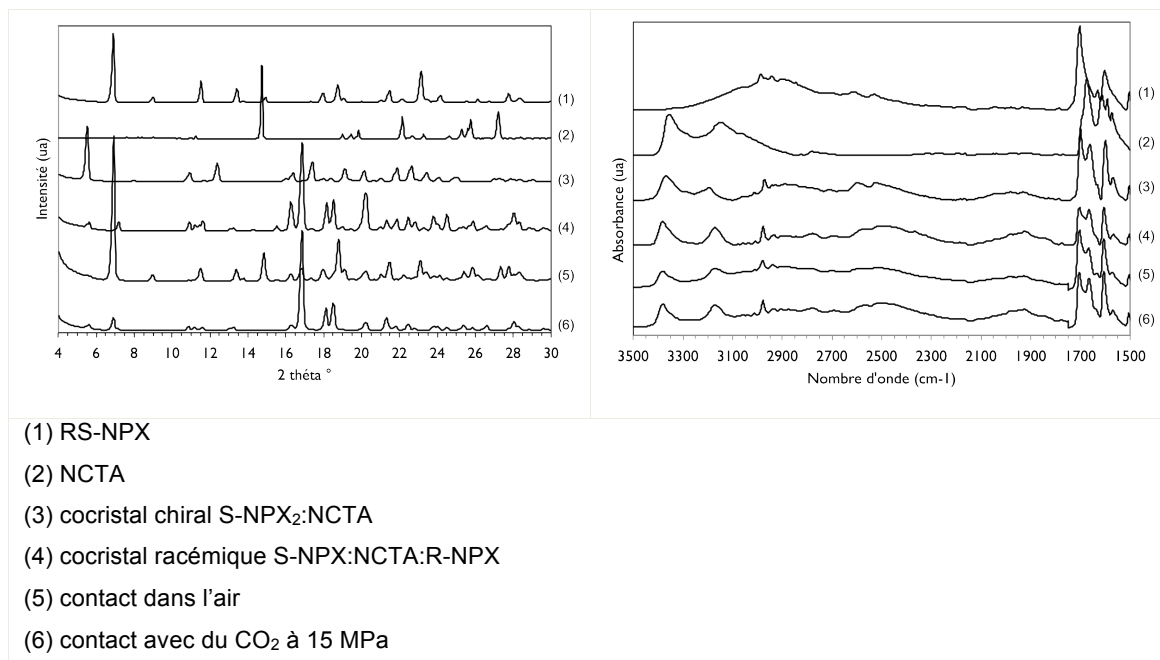 Intensité (ua)
(1)
(2)
(3)
(4)
(5)
(6)
4 6 8 10 12 14 16 18 20 22 24 26 28 30
2 théta °
Absorbance (ua)
(1)
(2)
(3)
(4)
(5)
(6)
3500 3300 3100 2900 2700 2500 2300 2100 1900 1700 1500
Nombre d'onde (cm-1)
(1) RS-NPX
(2) NCTA
(3) cocristal chiral S-NPX₂:NCTA
(4) cocristal racémique S-NPX:NCTA:R-NPX
(5) contact dans l'air
(6) contact avec du CO₂ à 15 MPa